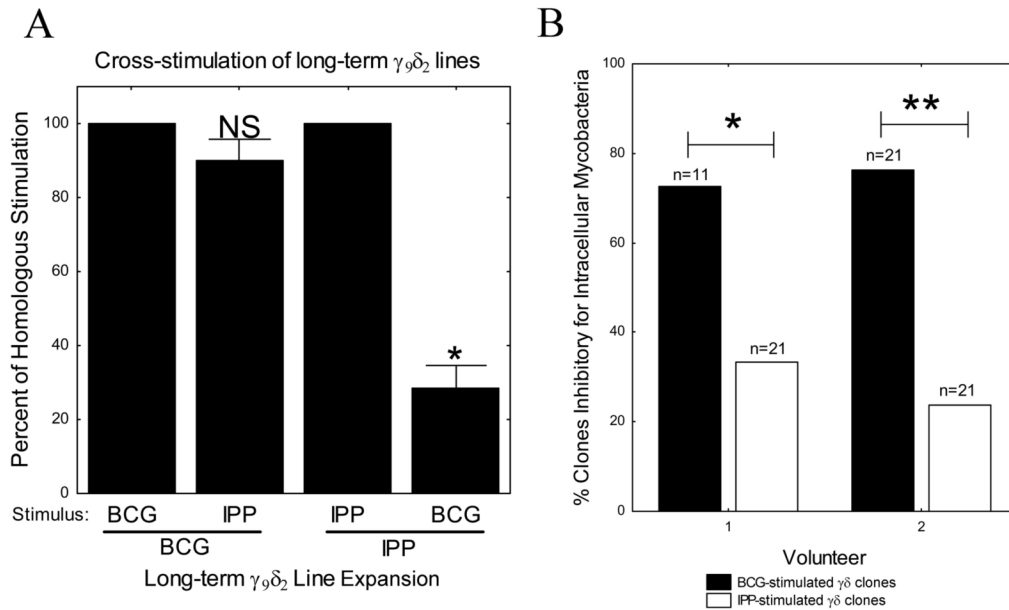 A
Cross-stimulation of long-term γ9δ2 lines
Percent of Homologous Stimulation
100
80
60
40
20
0
NS
*
Stimulus: BCG IPP IPP BCG
BCG IPP
Long-term γ9δ2 Line Expansion
B
% Clones Inhibitory for Intracellular Mycobacteria
100
80
60
40
20
0
* **
n=11 n=21
n=21 n=21
1 2
Volunteer
BCG-stimulated γδ clones
IPP-stimulated γδ clones